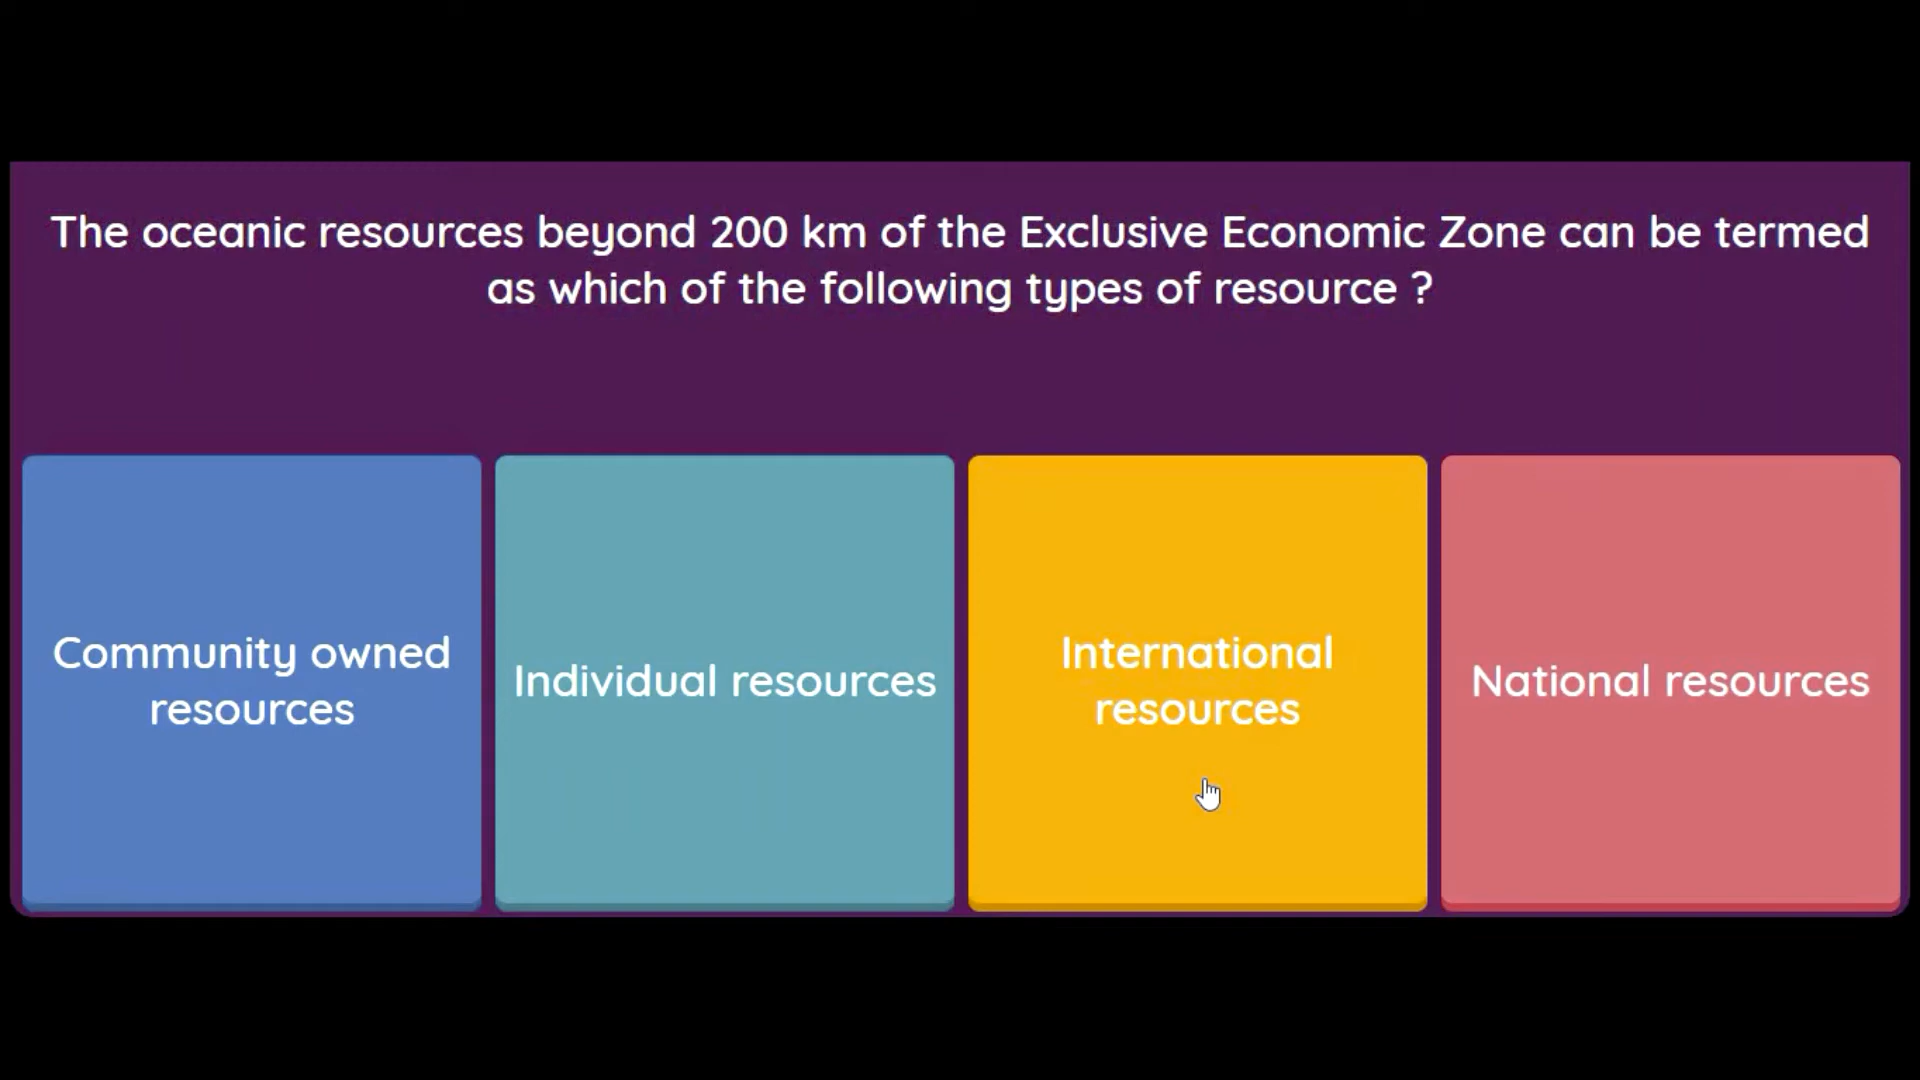 The oceanic resources beyond 200 km of the Exclusive Economic Zone can be termed
as which of the following types of resource ?
Community owned
resources
Individual resources
International
resources
National resources